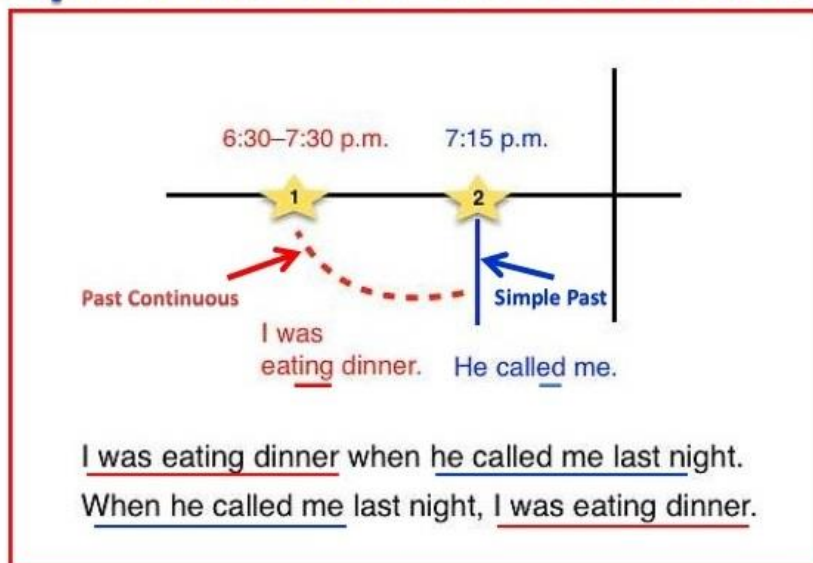 6:30–7:30 p.m. 7:15 p.m.
1 2
Past Continuous Simple Past
I was
eating dinner. He called me.
I was eating dinner when he called me last night.
When he called me last night, I was eating dinner.